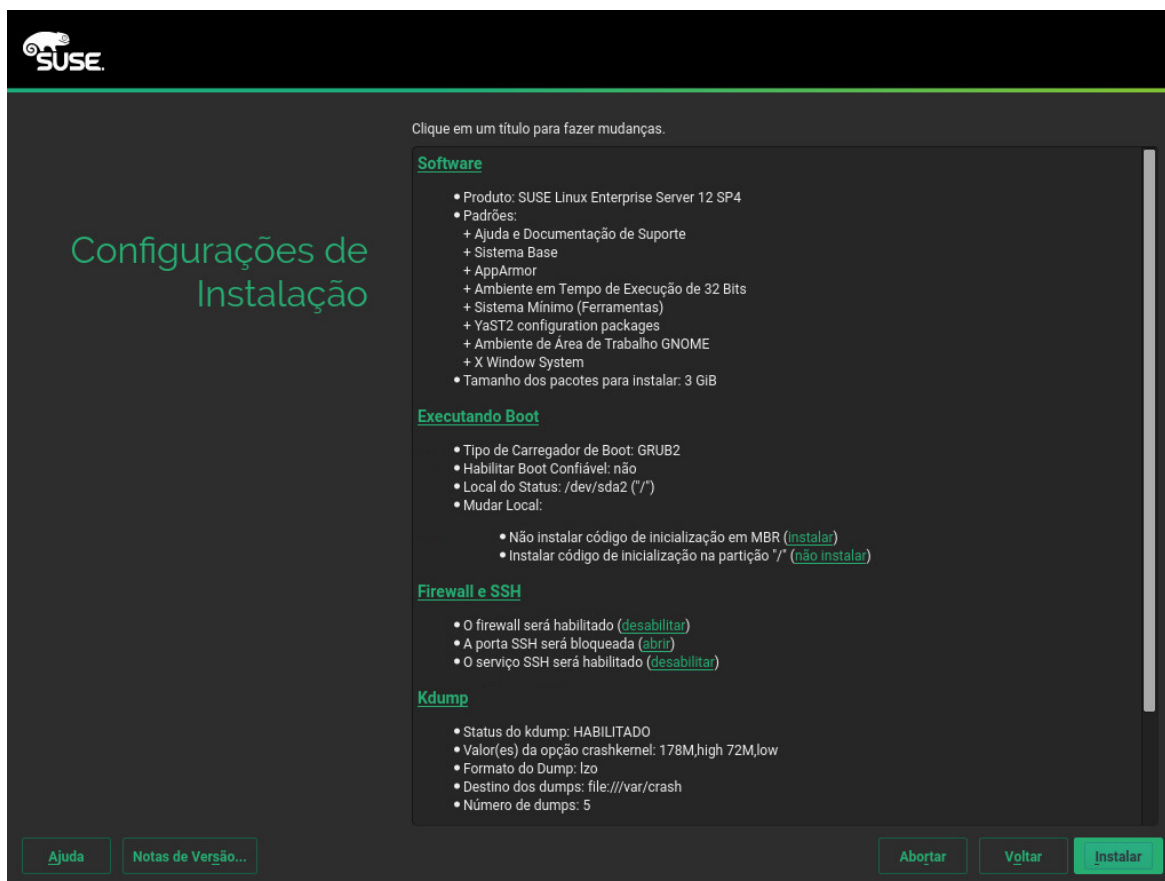 SUSE.
Clique em um título para fazer mudanças.
Configurações de
Instalação
Software
• Produto: SUSE Linux Enterprise Server 12 SP4
• Padrões:
+ Ajuda e Documentação de Suporte
+ Sistema Base
+ AppArmor
+ Ambiente em Tempo de Execução de 32 Bits
+ Sistema Mínimo (Ferramentas)
+ YaST2 configuration packages
+ Ambiente de Área de Trabalho GNOME
+ X Window System
• Tamanho dos pacotes para instalar: 3 GiB
Executando Boot
• Tipo de Carregador de Boot: GRUB2
• Habilitar Boot Confiável: não
• Local do Status: /dev/sda2 ("/")
• Mudar Local:
• Não instalar código de inicialização em MBR (instalar)
• Instalar código de inicialização na partição "/" (não instalar)
Firewall e SSH
• O firewall será habilitado (desabilitar)
• A porta SSH será bloqueada (abrir)
• O serviço SSH será habilitado (desabilitar)
Kdump
• Status do kdump: HABILITADO
• Valor(es) da opção crashkernel: 178M,high 72M,low
• Formato do Dump: lzo
• Destino dos dumps: file:///var/crash
• Número de dumps: 5
Ajuda
Notas de Versão...
Abortar
Voltar
Instalar